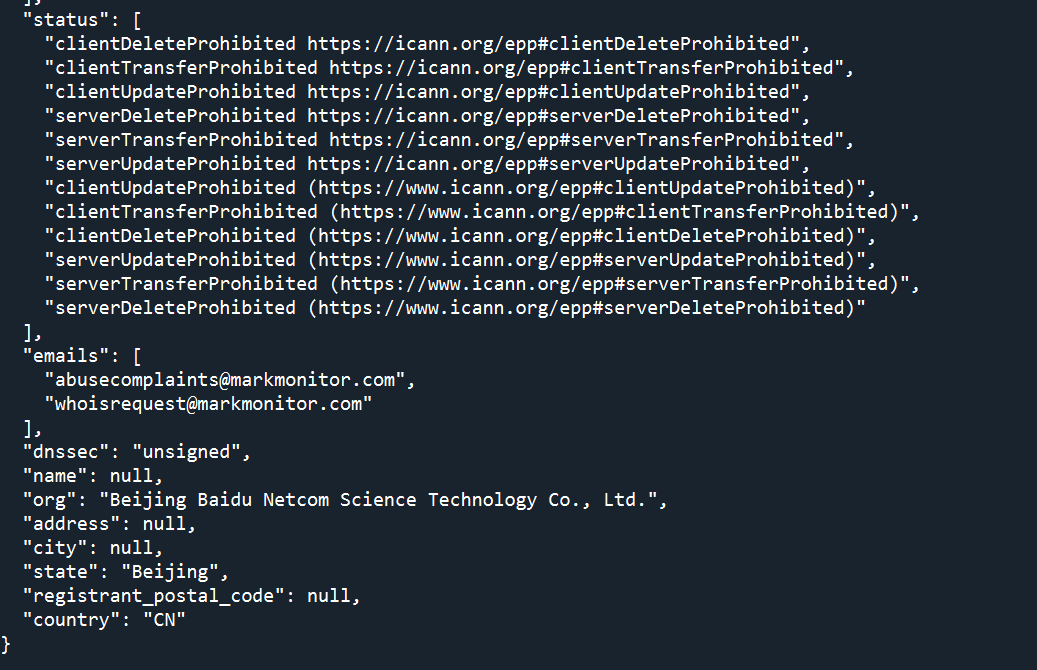 ],
"status": [
"clientDeleteProhibited https://icann.org/epp#clientDeleteProhibited",
"clientTransferProhibited https://icann.org/epp#clientTransferProhibited",
"clientUpdateProhibited https://icann.org/epp#clientUpdateProhibited",
"serverDeleteProhibited https://icann.org/epp#serverDeleteProhibited",
"serverTransferProhibited https://icann.org/epp#serverTransferProhibited",
"serverUpdateProhibited https://icann.org/epp#serverUpdateProhibited",
"clientUpdateProhibited (https://www.icann.org/epp#clientUpdateProhibited)",
"clientTransferProhibited (https://www.icann.org/epp#clientTransferProhibited)",
"clientDeleteProhibited (https://www.icann.org/epp#clientDeleteProhibited)",
"serverUpdateProhibited (https://www.icann.org/epp#serverUpdateProhibited)",
"serverTransferProhibited (https://www.icann.org/epp#serverTransferProhibited)",
"serverDeleteProhibited (https://www.icann.org/epp#serverDeleteProhibited)"
],
"emails": [
"abusecomplaints@markmonitor.com",
"whoisrequest@markmonitor.com"
],
"dnssec": "unsigned",
"name": null,
"org": "Beijing Baidu Netcom Science Technology Co., Ltd.",
"address": null,
"city": null,
"state": "Beijing",
"registrant_postal_code": null,
"country": "CN"
}